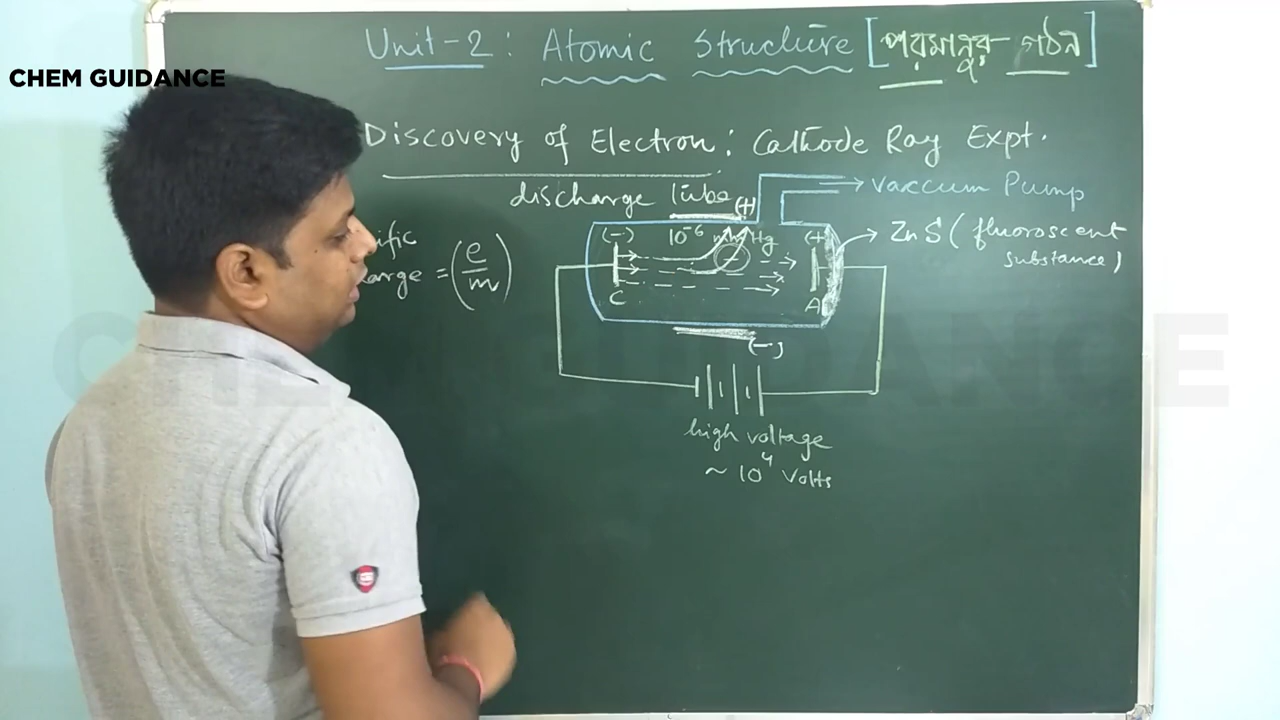 CHEM GUIDANCE
Unit-2: Atomic Structure [পরমাণুর গঠন]
Discovery of Electron: Cathode Ray Expt.
discharge tube
(+)
→ vaccum Pump
(-) 10⁻⁶ mm Hg (+)
→ ZnS (fluoroscent
substance)
= (e/m)
C A
(-)
high voltage
~ 10⁴ volts